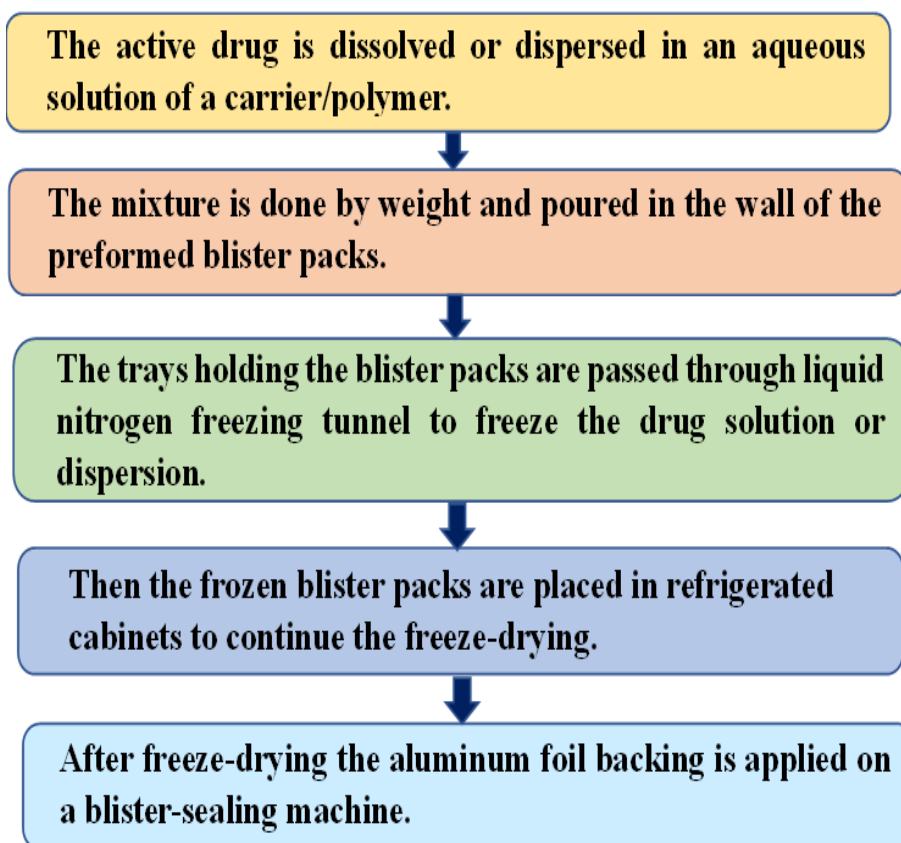 The active drug is dissolved or dispersed in an aqueous
solution of a carrier/polymer.
The mixture is done by weight and poured in the wall of the
preformed blister packs.
The trays holding the blister packs are passed through liquid
nitrogen freezing tunnel to freeze the drug solution or
dispersion.
Then the frozen blister packs are placed in refrigerated
cabinets to continue the freeze-drying.
After freeze-drying the aluminum foil backing is applied on
a blister-sealing machine.